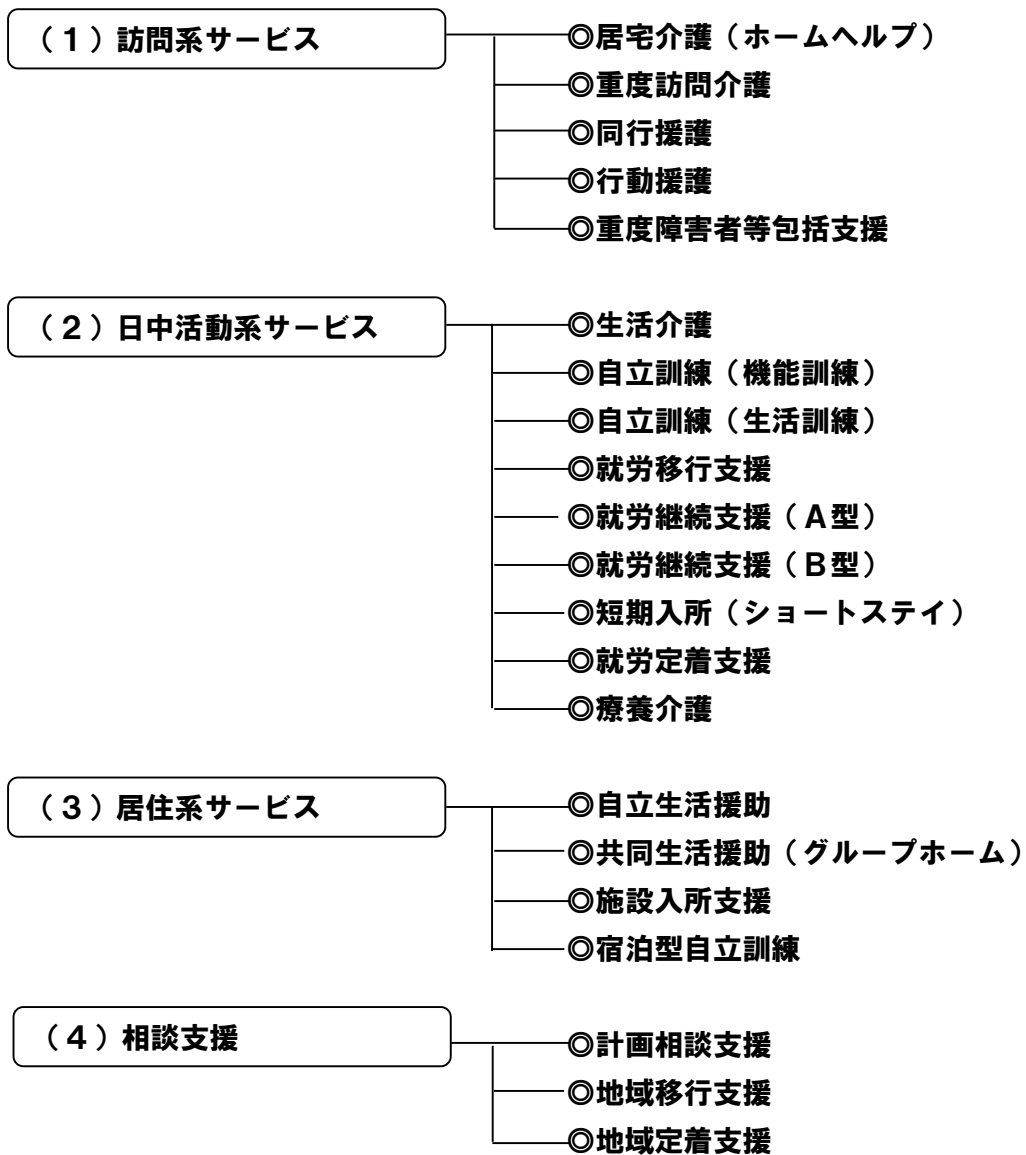 （１）訪問系サービス
◎居宅介護（ホームヘルプ）
◎重度訪問介護
◎同行援護
◎行動援護
◎重度障害者等包括支援
（２）日中活動系サービス
◎生活介護
◎自立訓練（機能訓練）
◎自立訓練（生活訓練）
◎就労移行支援
◎就労継続支援（Ａ型）
◎就労継続支援（Ｂ型）
◎短期入所（ショートステイ）
◎就労定着支援
◎療養介護
（３）居住系サービス
◎自立生活援助
◎共同生活援助（グループホーム）
◎施設入所支援
◎宿泊型自立訓練
（４）相談支援
◎計画相談支援
◎地域移行支援
◎地域定着支援